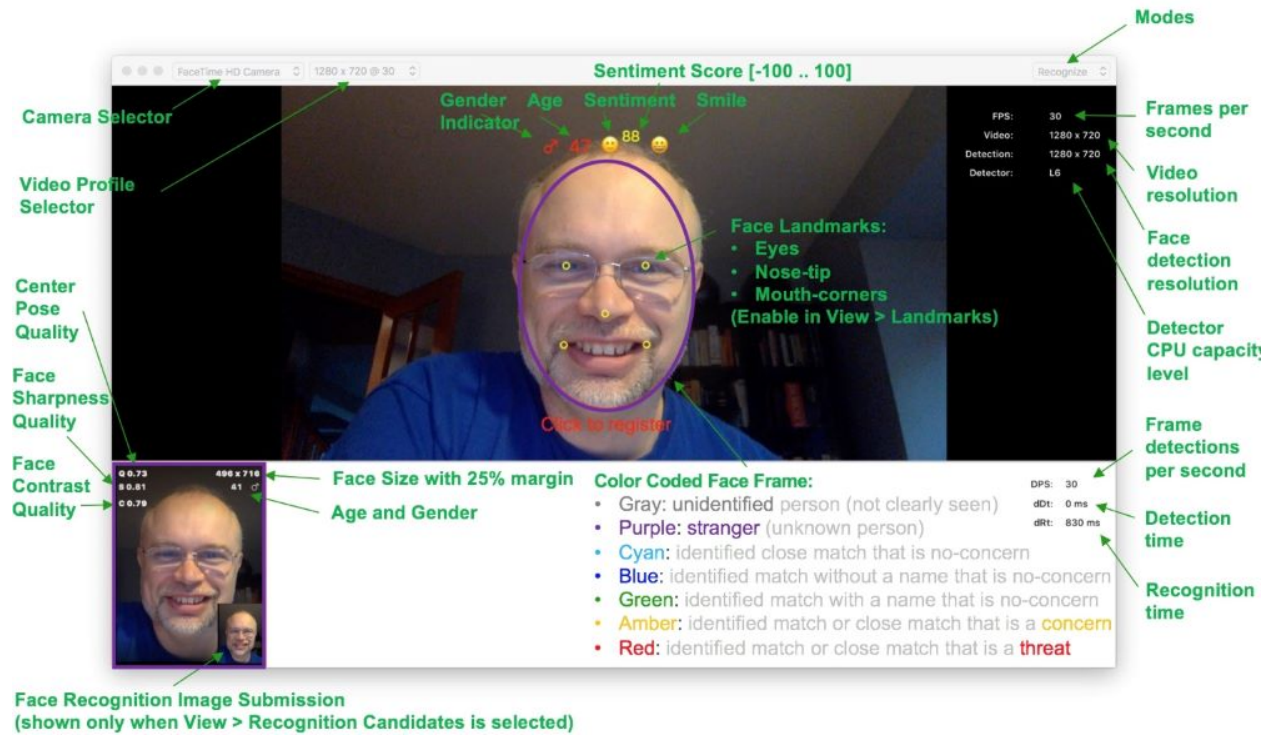 Modes
FaceTime HD Camera
1280 x 720 @ 30
Sentiment Score [-100 .. 100]
Recognize
Camera Selector
Gender
Indicator
Age
Sentiment
Smile
♂ 42
88
FPS: 30
Video: 1280 x 720
Detection: 1280 x 720
Detector: L6
Frames per
second
Video Profile
Selector
Video
resolution
Face Landmarks:
• Eyes
• Nose-tip
• Mouth-corners
(Enable in View > Landmarks)
Face
detection
resolution
Center
Pose
Quality
Detector
CPU capacity
level
Face
Sharpness
Quality
Click to register
Frame
detections
per second
Face
Contrast
Quality
Q 0.73 496 x 716
S 0.81 41 ♂
C 0.79
Face Size with 25% margin
Age and Gender
Color Coded Face Frame:
• Gray: unidentified person (not clearly seen)
• Purple: stranger (unknown person)
• Cyan: identified close match that is no-concern
• Blue: identified match without a name that is no-concern
• Green: identified match with a name that is no-concern
• Amber: identified match or close match that is a concern
• Red: identified match or close match that is a threat
DPS: 30
dDt: 0 ms
dRt: 830 ms
Detection
time
Recognition
time
Face Recognition Image Submission
(shown only when View > Recognition Candidates is selected)